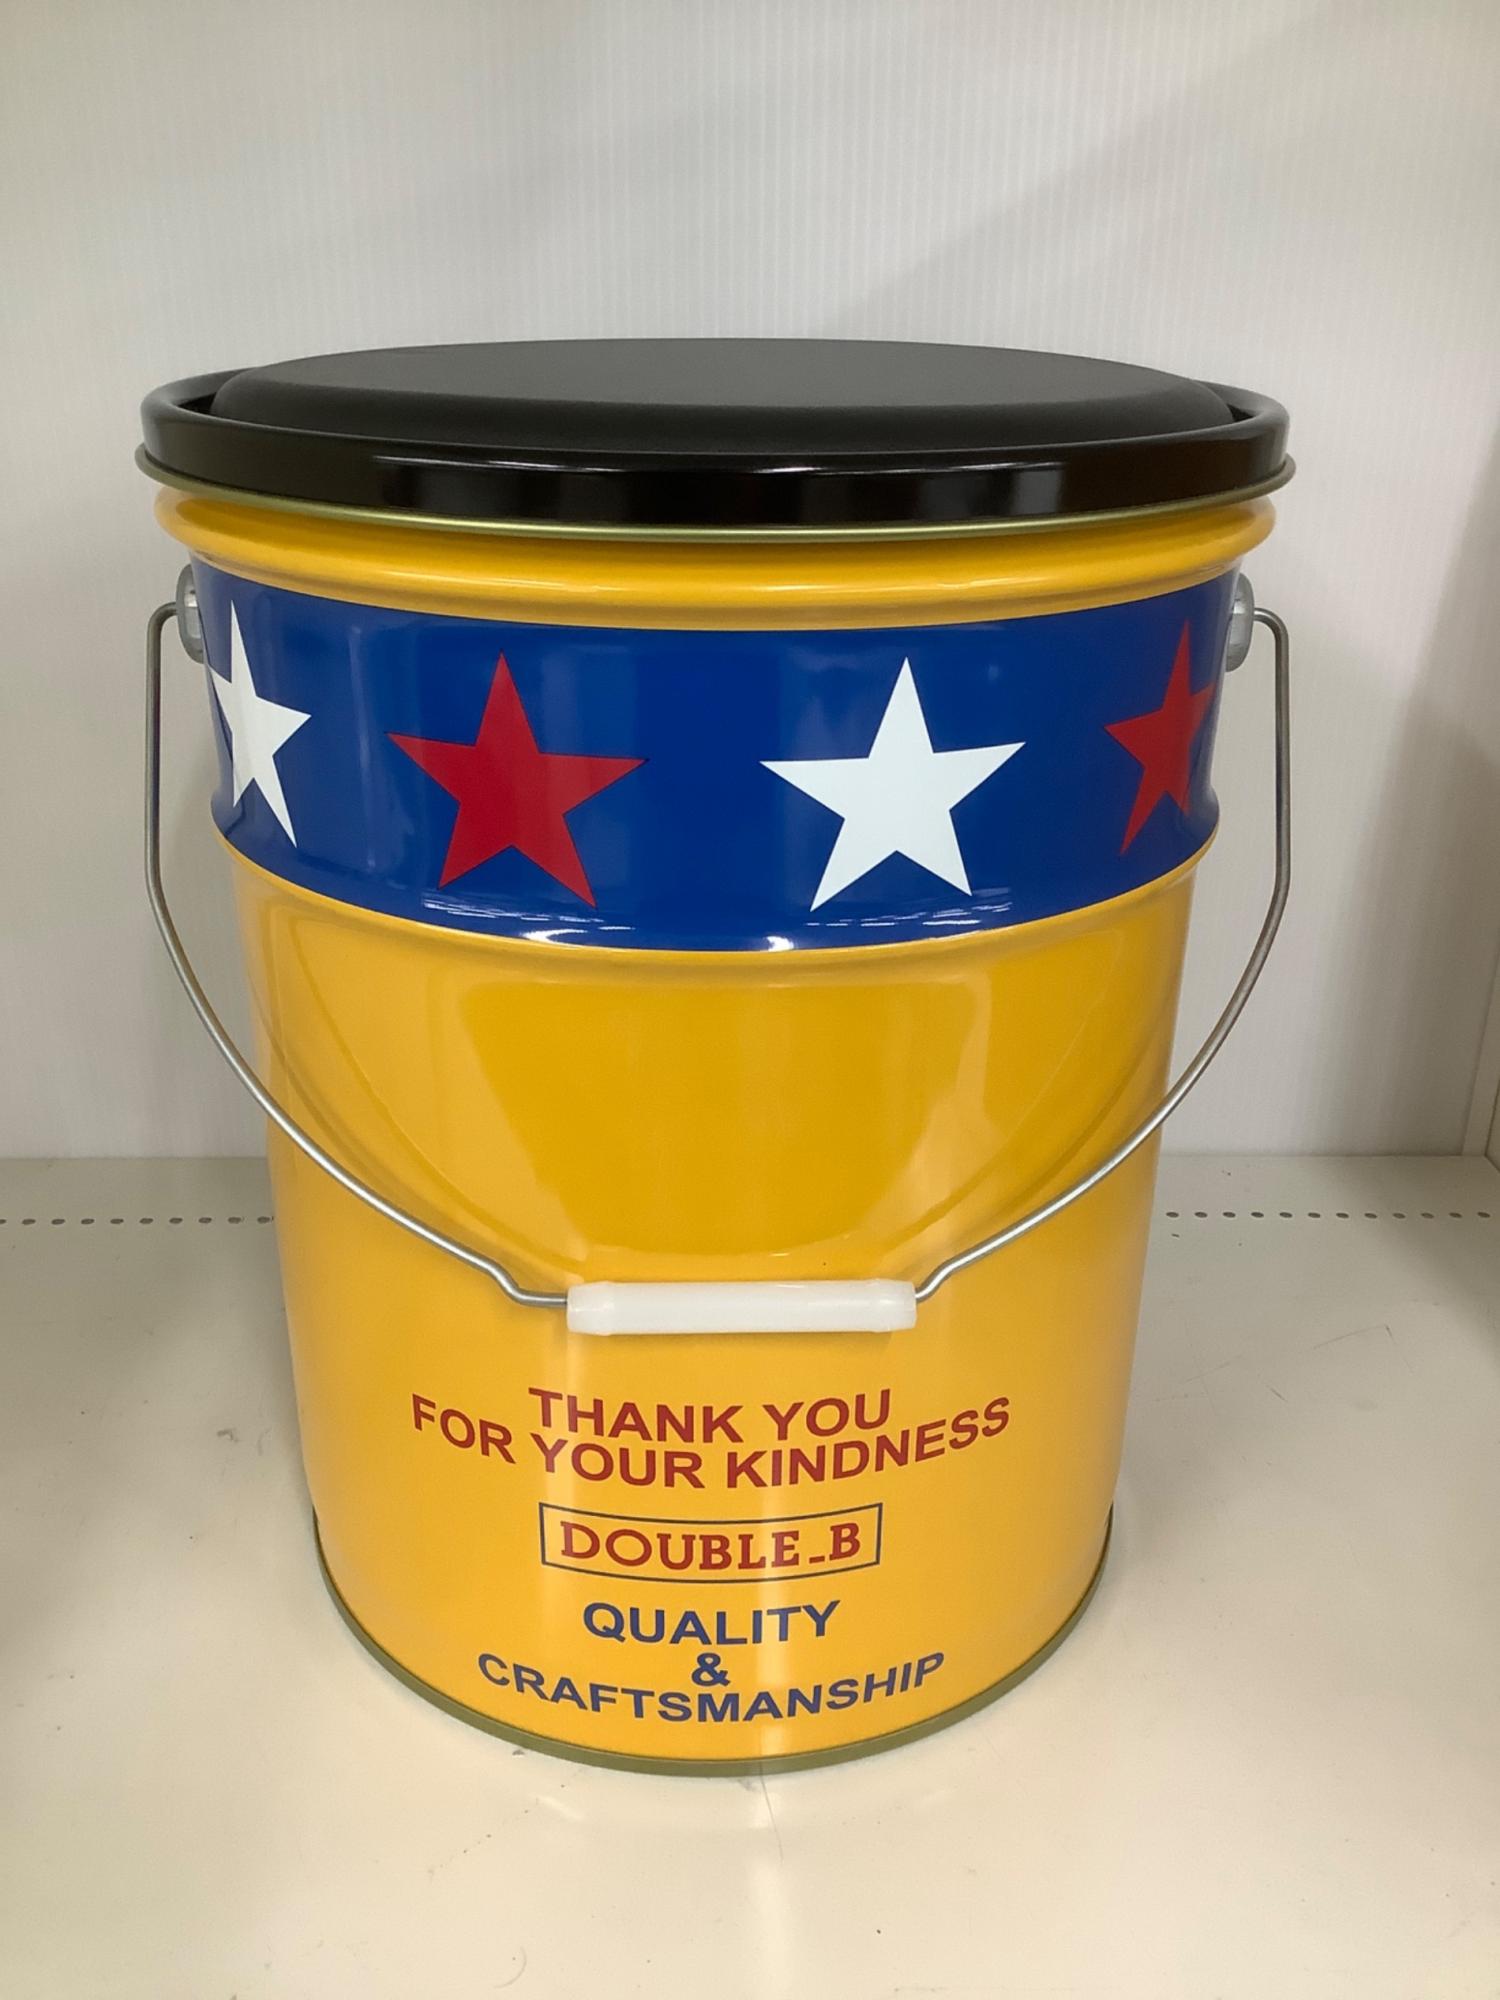 THANK YOU
FOR YOUR KINDNESS
DOUBLE_B
QUALITY
&
CRAFTSMANSHIP